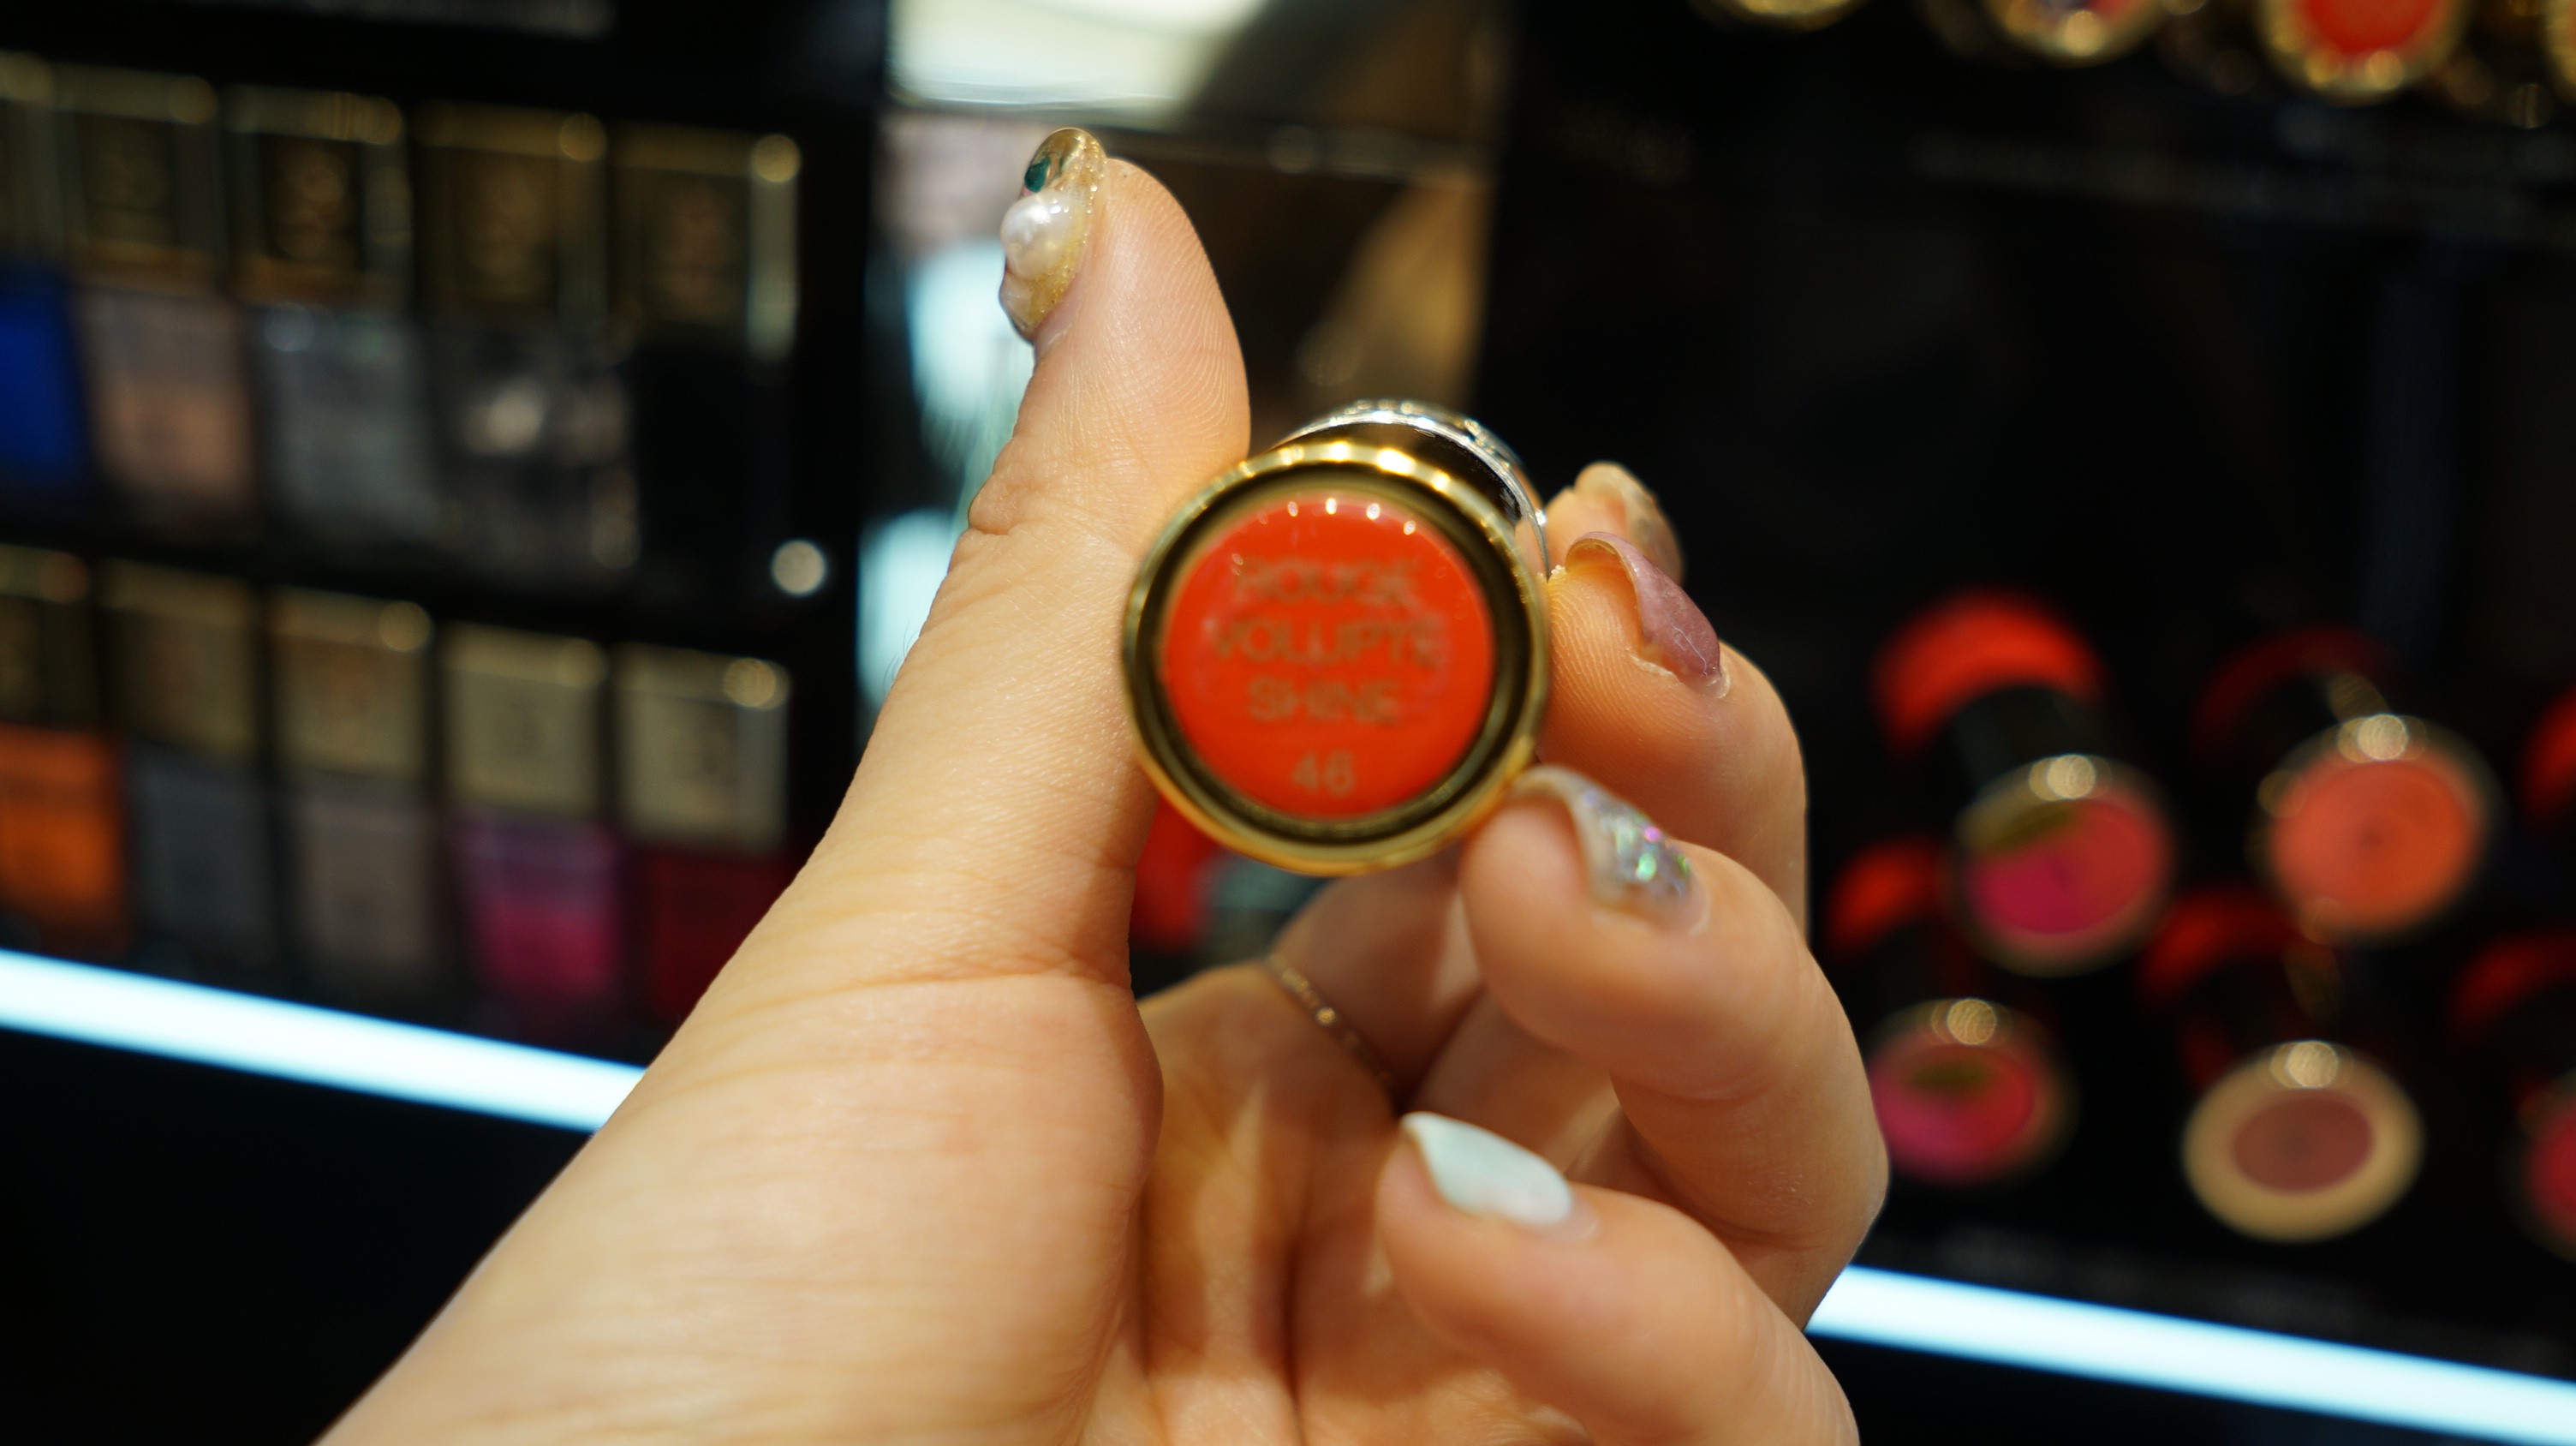 ROUGE
VOLUPTÉ
SHINE
46